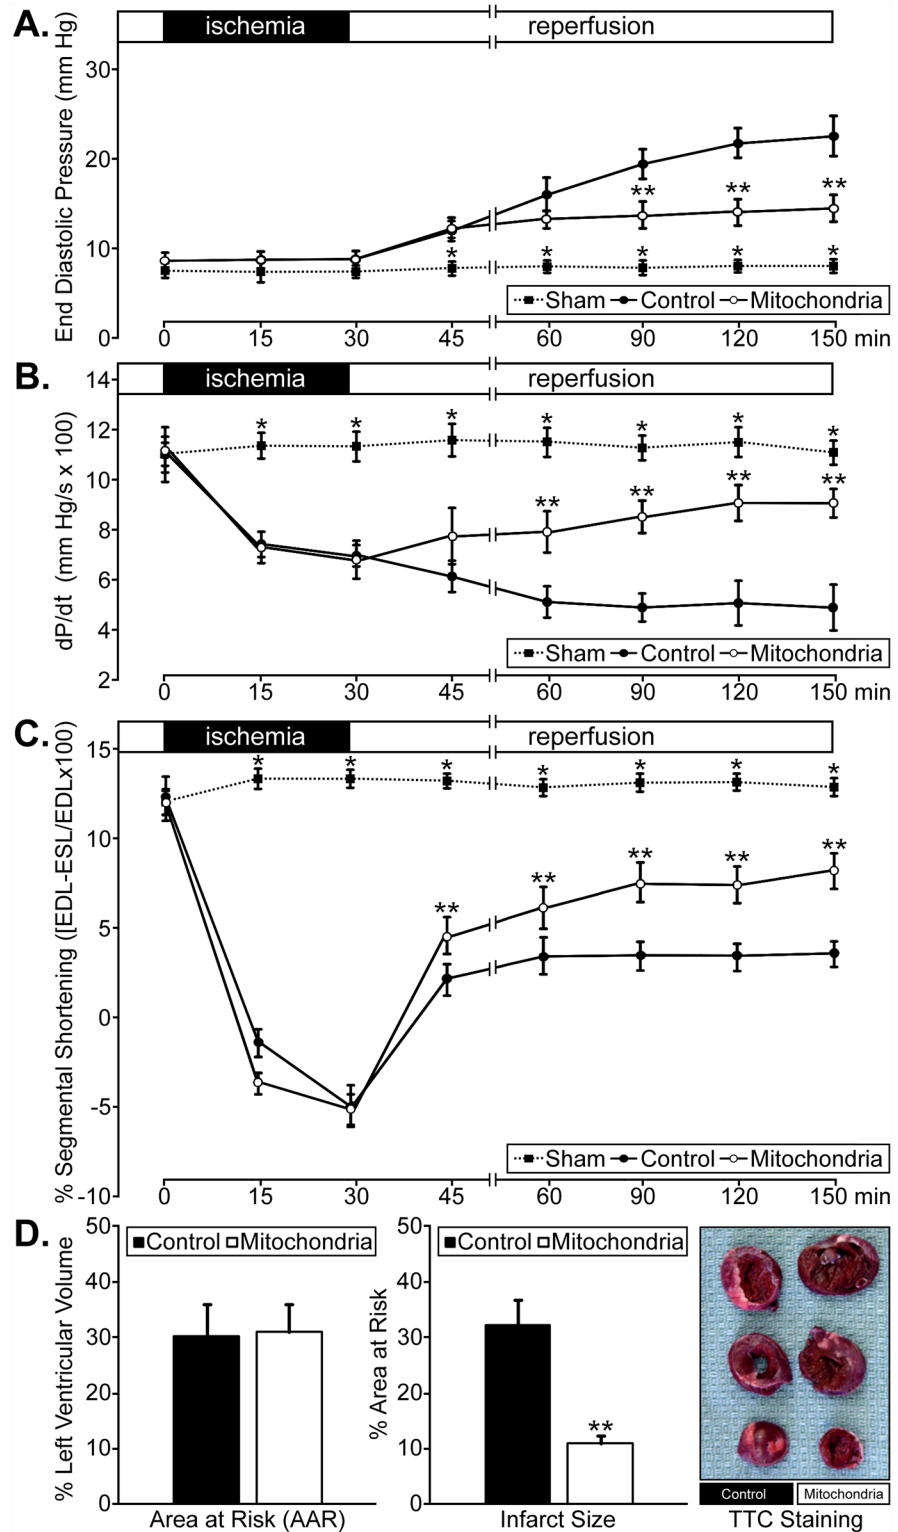 A.
ischemia
reperfusion
End Diastolic Pressure (mm Hg)
30
20
10
0
**
**
**
*
*
*
*
*
Sham
Control
Mitochondria
0 15 30 45 60 90 120 150 min
B.
ischemia
reperfusion
dP/dt (mm Hg/s x 100)
14
12
10
8
6
4
2
* * * * * * *
** ** ** **
Sham
Control
Mitochondria
0 15 30 45 60 90 120 150 min
C.
ischemia
reperfusion
% Segmental Shortening ([EDL-ESL/EDLx100)
15
10
5
0
-5
-10
* * * * * * *
** ** ** ** **
Sham
Control
Mitochondria
0 15 30 45 60 90 120 150 min
D.
% Left Ventricular Volume
50
40
30
20
10
0
Control
Mitochondria
Area at Risk (AAR)
% Area at Risk
50
40
30
20
10
0
Control
Mitochondria
**
Infarct Size
Control
Mitochondria
TTC Staining